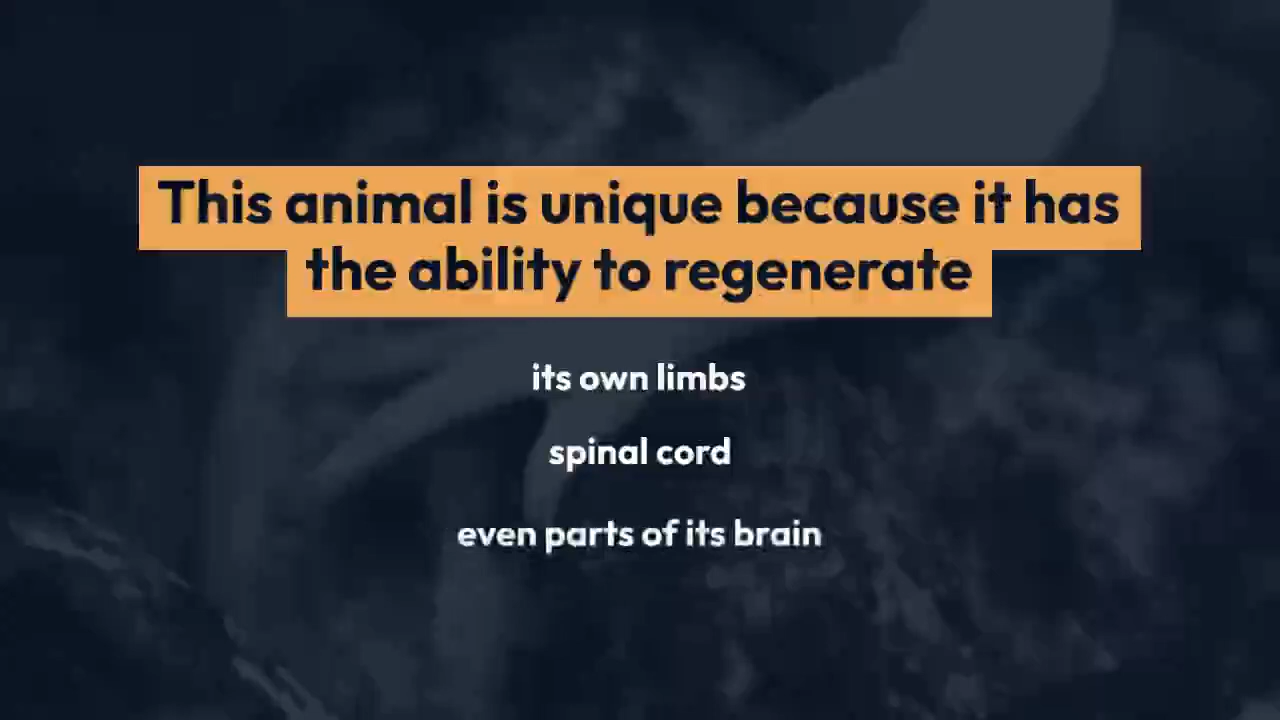 This animal is unique because it has
the ability to regenerate
its own limbs
spinal cord
even parts of its brain